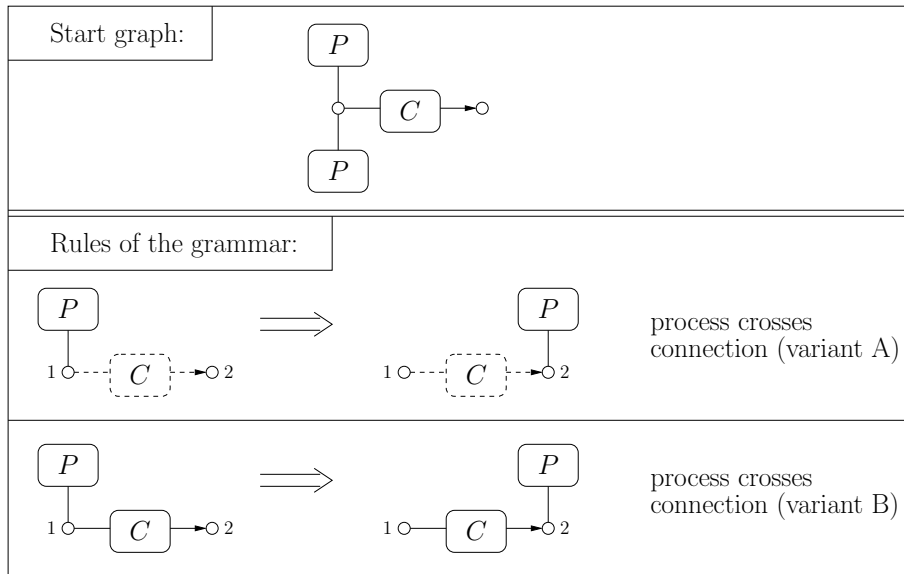 Start graph:
P
C
P
Rules of the grammar:
P
P
1
C
2
1
C
2
process crosses
connection (variant A)
P
P
1
C
2
1
C
2
process crosses
connection (variant B)